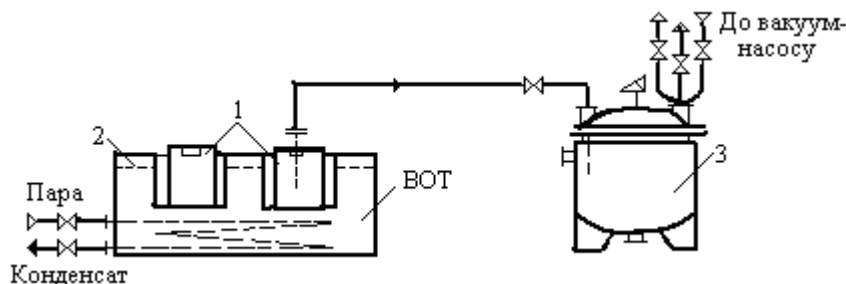 До вакуум-
насосу
1
2
3
ВОТ
Пара
Конденсат